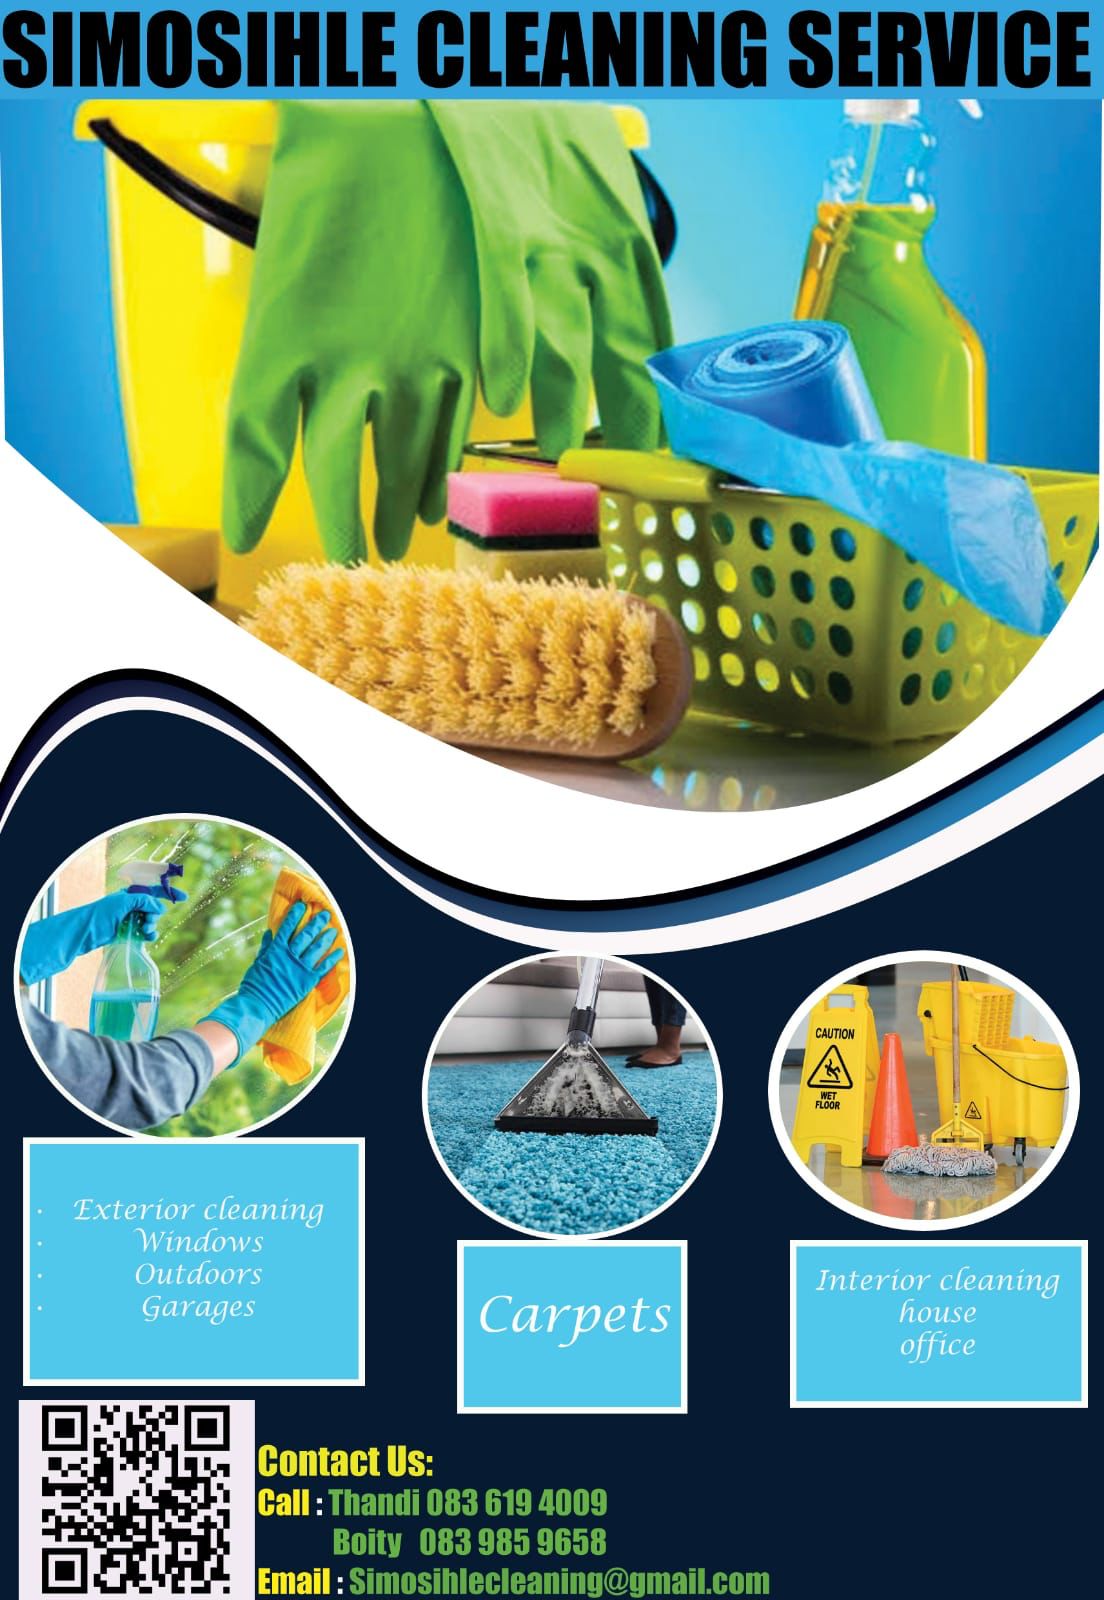 SIMOSIHLE CLEANING SERVICE
CAUTION
WET
FLOOR
· Exterior cleaning
· Windows
· Outdoors
· Garages
Carpets
Interior cleaning
house
office
Contact Us:
Call : Thandi 083 619 4009
Boity 083 985 9658
Email : Simosihlecleaning@gmail.com